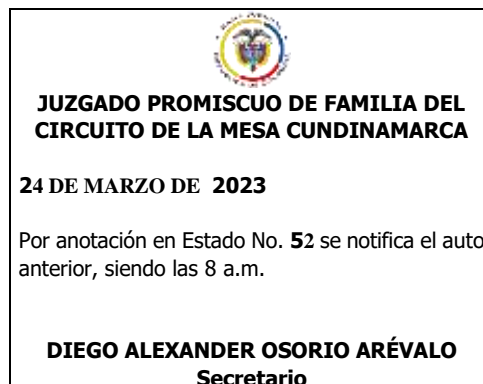 JUZGADO PROMISCUO DE FAMILIA DEL
CIRCUITO DE LA MESA CUNDINAMARCA
24 DE MARZO DE 2023
Por anotación en Estado No. 52 se notifica el auto
anterior, siendo las 8 a.m.
DIEGO ALEXANDER OSORIO ARÉVALO
Secretario